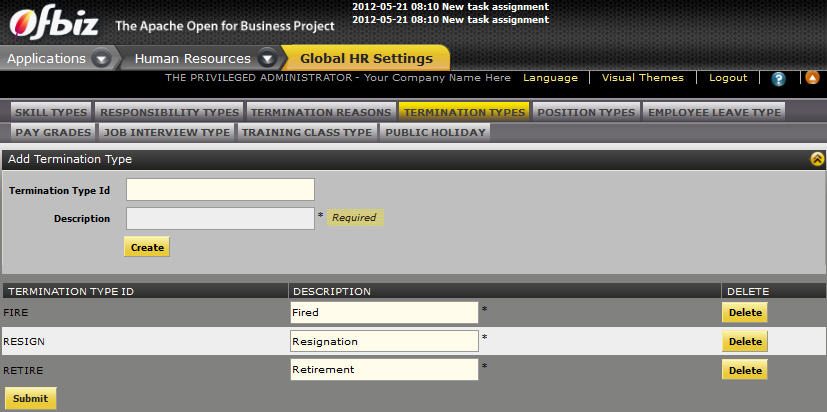 2012-05-21 08:10 New task assignment
2012-05-21 08:10 New task assignment
Ofbiz The Apache Open for Business Project
Applications Human Resources Global HR Settings
THE PRIVILEGED ADMINISTRATOR - Your Company Name Here Language Visual Themes Logout ?
SKILL TYPES RESPONSIBILITY TYPES TERMINATION REASONS TERMINATION TYPES POSITION TYPES EMPLOYEE LEAVE TYPE
PAY GRADES JOB INTERVIEW TYPE TRAINING CLASS TYPE PUBLIC HOLIDAY
Add Termination Type
Termination Type Id
Description * Required
Create
TERMINATION TYPE ID DESCRIPTION DELETE
FIRE Fired * Delete
RESIGN Resignation * Delete
RETIRE Retirement * Delete
Submit